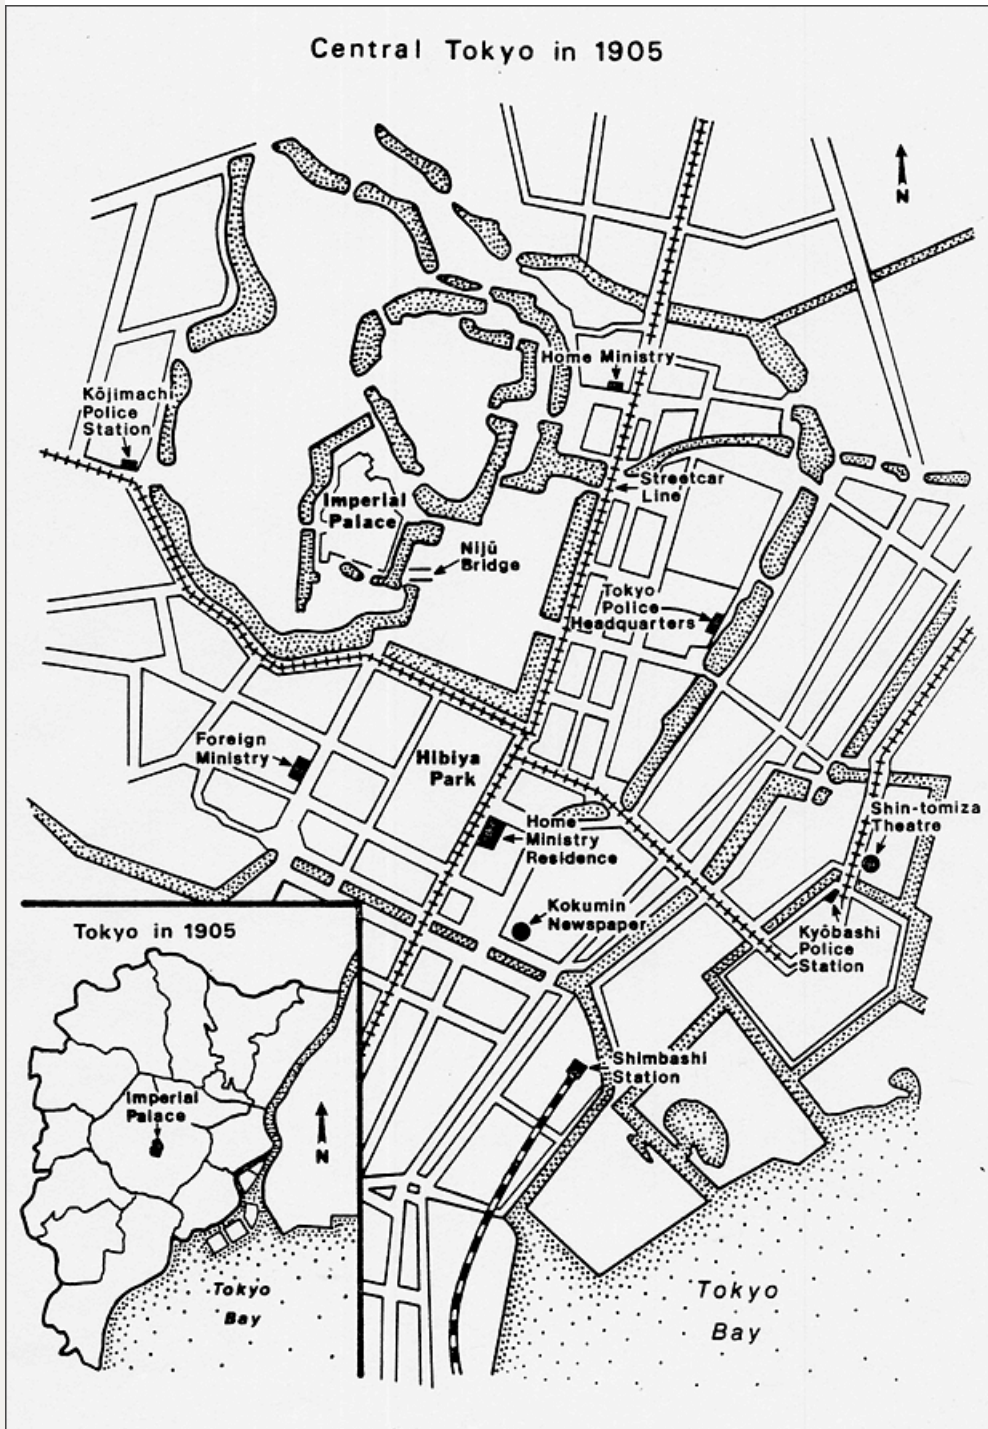 Central Tokyo in 1905
N
Home Ministry
Kōjimachi
Police
Station
Streetcar
Line
Imperial
Palace
Nijū
Bridge
Tokyo
Police
Headquarters
Foreign
Ministry
Hibiya
Park
Shin-tomiza
Theatre
Home
Ministry
Residence
Kokumin
Newspaper
Kyōbashi
Police
Station
Shimbashi
Station
Tokyo
Bay
Tokyo in 1905
Imperial
Palace
N
Tokyo
Bay